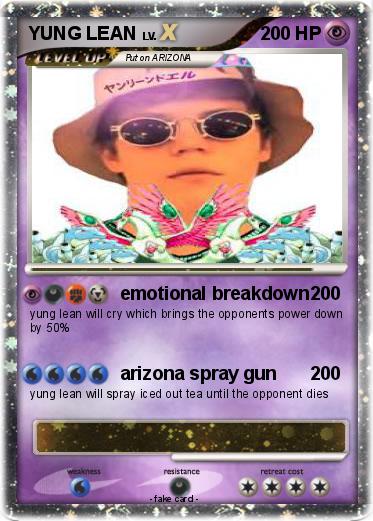 YUNG LEAN LV. X 200 HP
LEVEL-UP Put on ARIZONA
ヤンリーンドエル
emotional breakdown200
yung lean will cry which brings the opponents power down
by 50%
arizona spray gun 200
yung lean will spray iced out tea until the opponent dies
weakness resistance retreat cost
- fake card -